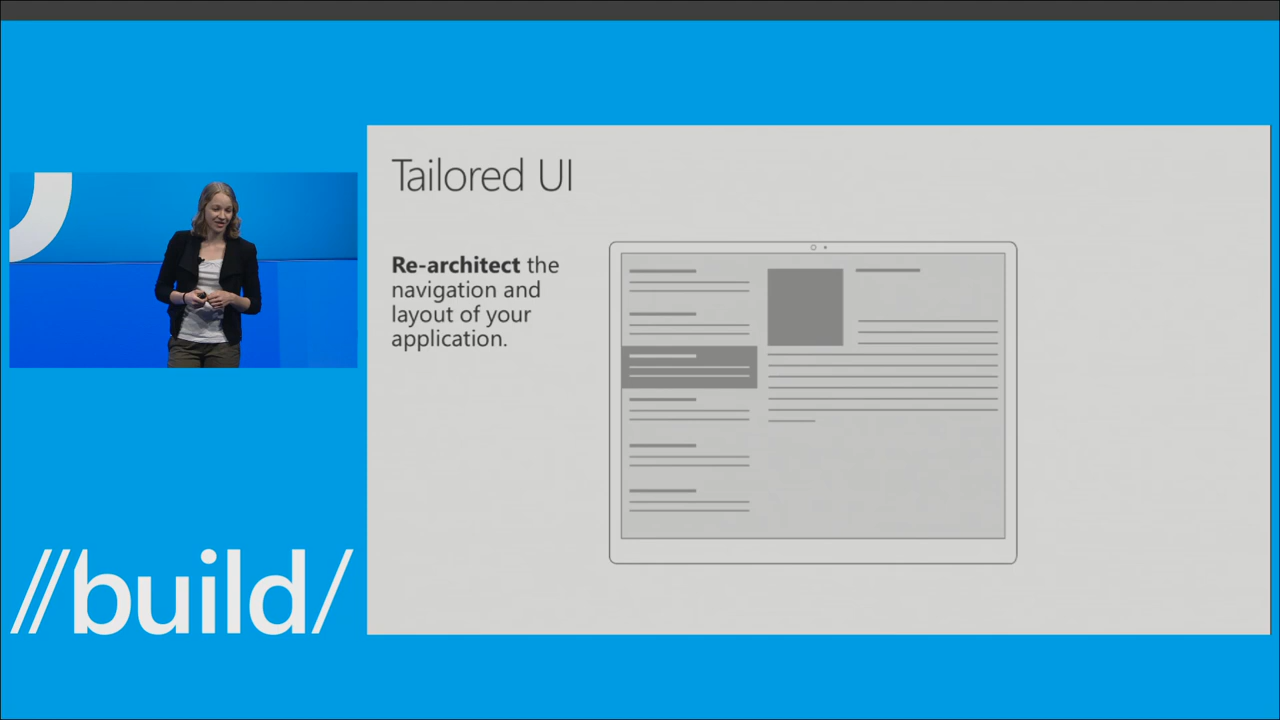 Tailored UI
Re-architect the
navigation and
layout of your
application.
//build/